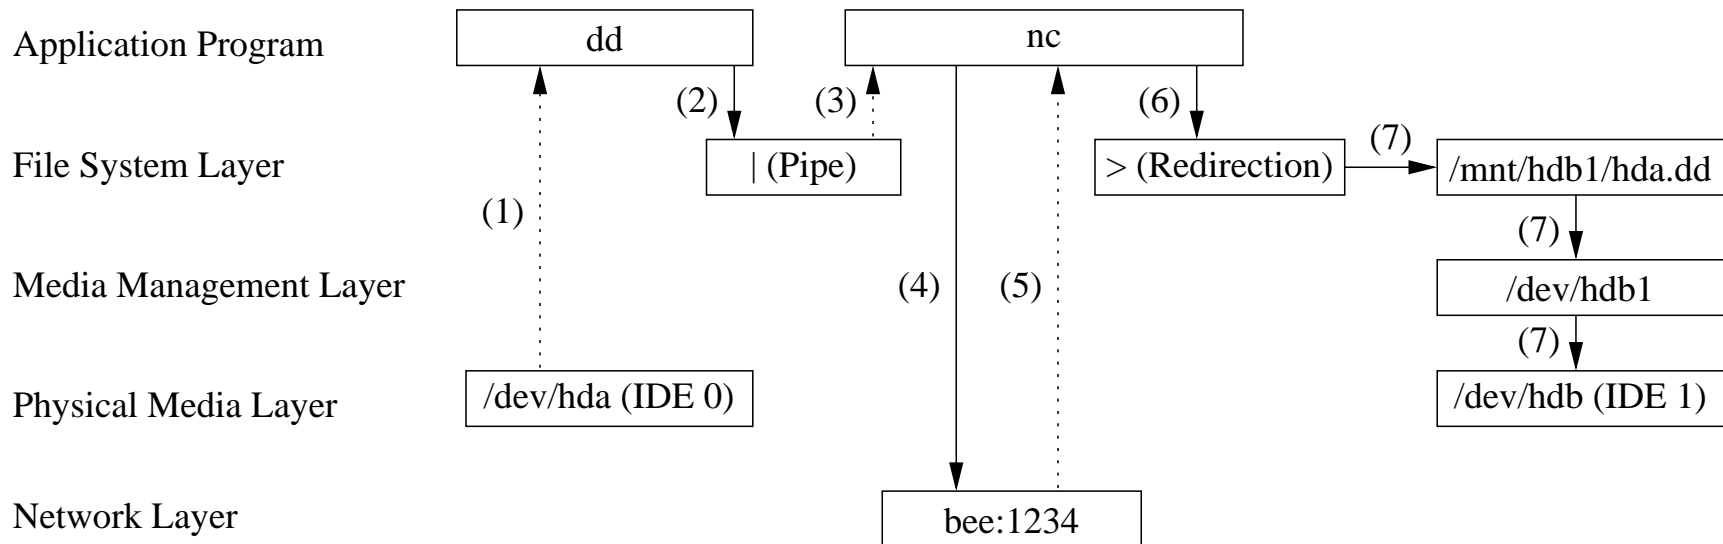 Application Program
dd
nc
(2)
(3)
(6)
File System Layer
| (Pipe)
> (Redirection)
(7)
/mnt/hdb1/hda.dd
(1)
(7)
Media Management Layer
(4)
(5)
/dev/hdb1
(7)
Physical Media Layer
/dev/hda (IDE 0)
/dev/hdb (IDE 1)
Network Layer
bee:1234